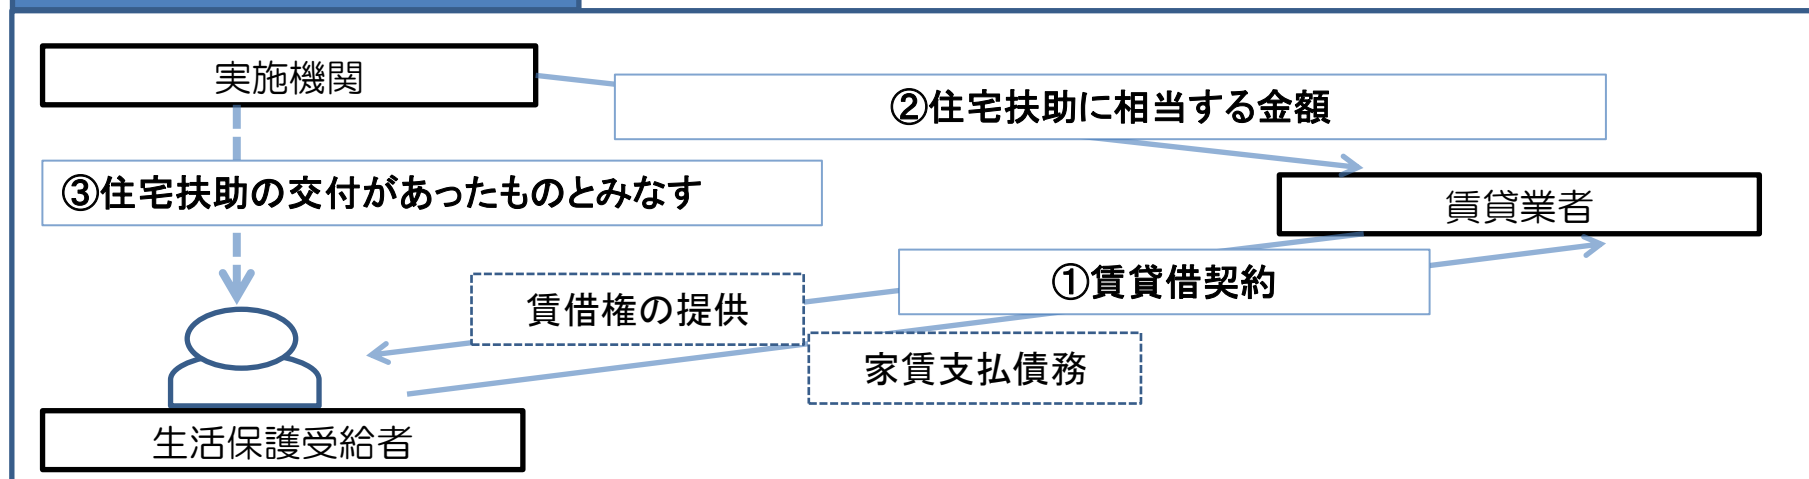 実施機関
②住宅扶助に相当する金額
③住宅扶助の交付があったものとみなす
賃貸業者
①賃貸借契約
賃借権の提供
家賃支払債務
生活保護受給者